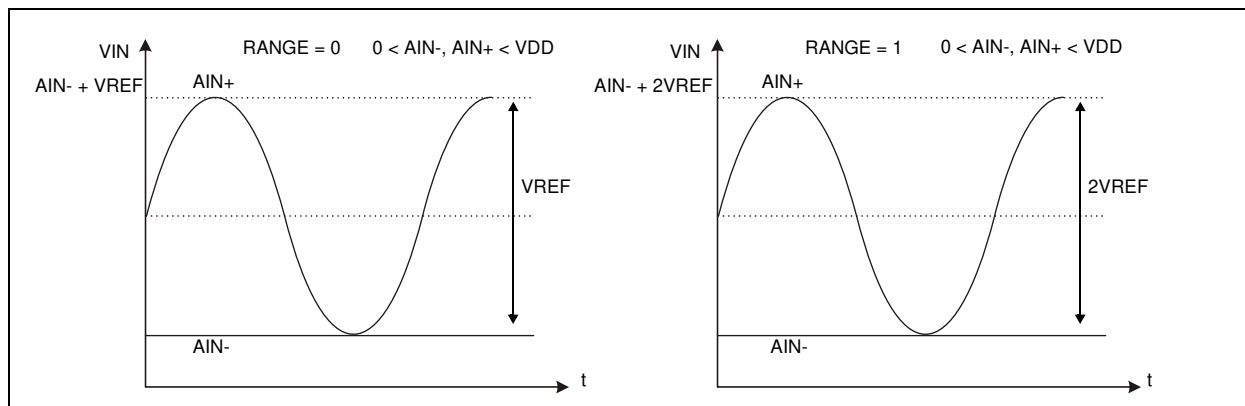 VIN
RANGE = 0 0 < AIN-, AIN+ < VDD
AIN- + VREF
AIN+
VREF
AIN-
t
VIN
RANGE = 1 0 < AIN-, AIN+ < VDD
AIN- + 2VREF
AIN+
2VREF
AIN-
t